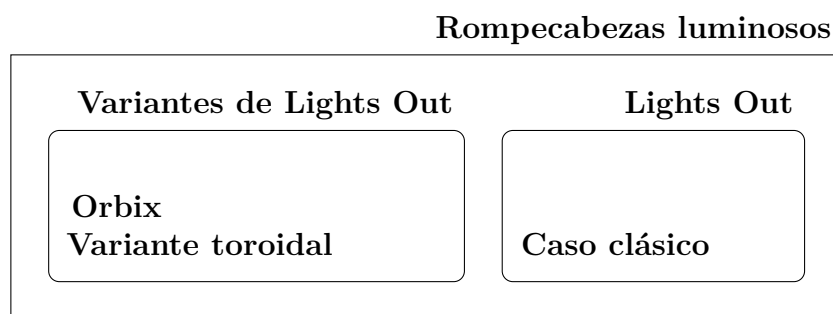 Rompecabezas luminosos
Variantes de Lights Out
Lights Out
Orbix
Variante toroidal
Caso clásico